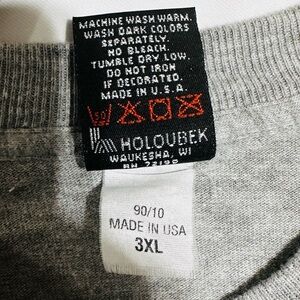 MACHINE WASH WARM.
WASH DARK COLORS
SEPARATELY.
NO BLEACH.
TUMBLE DRY LOW.
DO NOT IRON
IF DECORATED.
MADE IN U.S.A.
HOLOUBEK
WAUKESHA, WI
RN
90/10
MADE IN USA
3XL